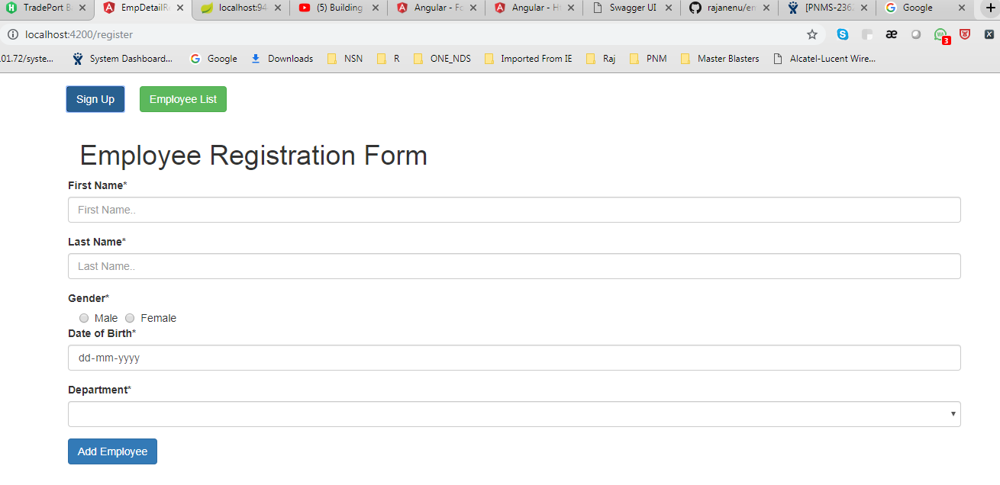 TradePort B
EmpDetailR
localhost:94
(5) Building
Angular - Fo
Angular - H
Swagger UI
rajanenu/em
[PNMS-236
Google
localhost:4200/register
3
.01.72/syste...
System Dashboard...
Google
Downloads
NSN
R
ONE_NDS
Imported From IE
Raj
PNM
Master Blasters
Alcatel-Lucent Wire...
Sign Up
Employee List
Employee Registration Form
First Name*
First Name..
Last Name*
Last Name..
Gender*
Male
Female
Date of Birth*
dd-mm-yyyy
Department*
Add Employee